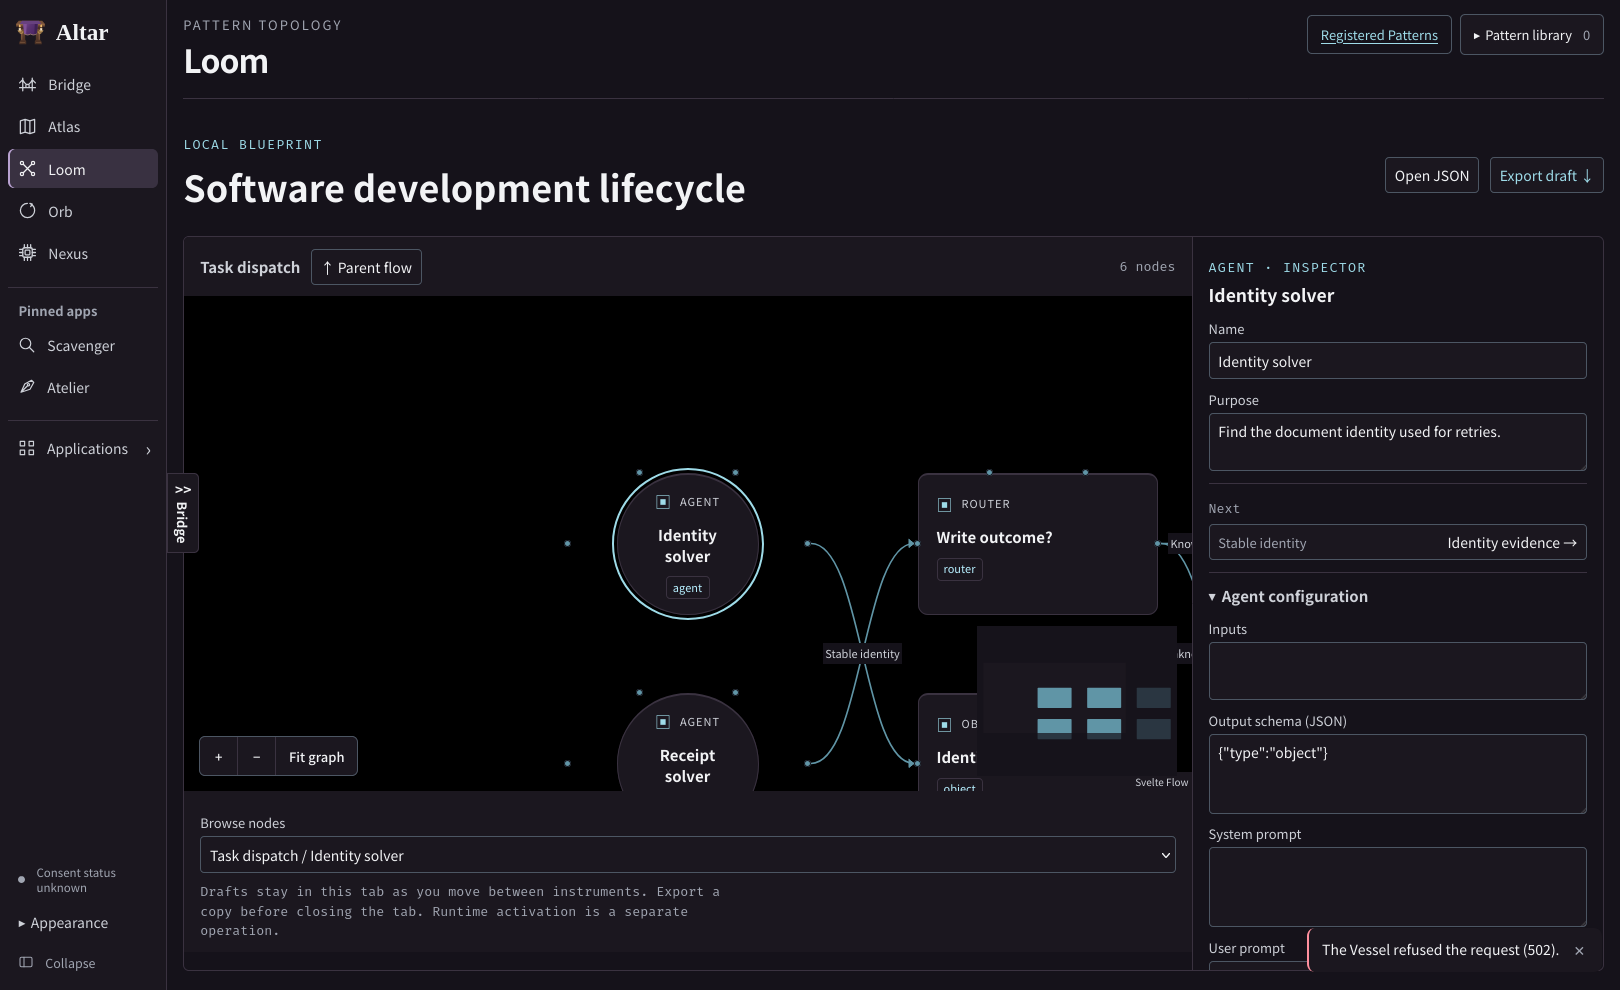 Altar
Bridge
Atlas
Loom
Orb
Nexus
Pinned apps
Scavenger
Atelier
Applications
Consent status
unknown
Appearance
Collapse
>> Bridge
PATTERN TOPOLOGY
Loom
Registered Patterns
Pattern library 0
LOCAL BLUEPRINT
Software development lifecycle
Open JSON
Export draft ↓
Task dispatch
↑ Parent flow
6 nodes
AGENT
Identity
solver
agent
ROUTER
Write outcome?
router
Stable identity
AGENT
Receipt
solver
object
+
−
Fit graph
Svelte Flow
Browse nodes
Task dispatch / Identity solver
Drafts stay in this tab as you move between instruments. Export a
copy before closing the tab. Runtime activation is a separate
operation.
AGENT · INSPECTOR
Identity solver
Name
Identity solver
Purpose
Find the document identity used for retries.
Next
Stable identity Identity evidence →
Agent configuration
Inputs
Output schema (JSON)
{"type":"object"}
System prompt
User prompt
The Vessel refused the request (502). ×